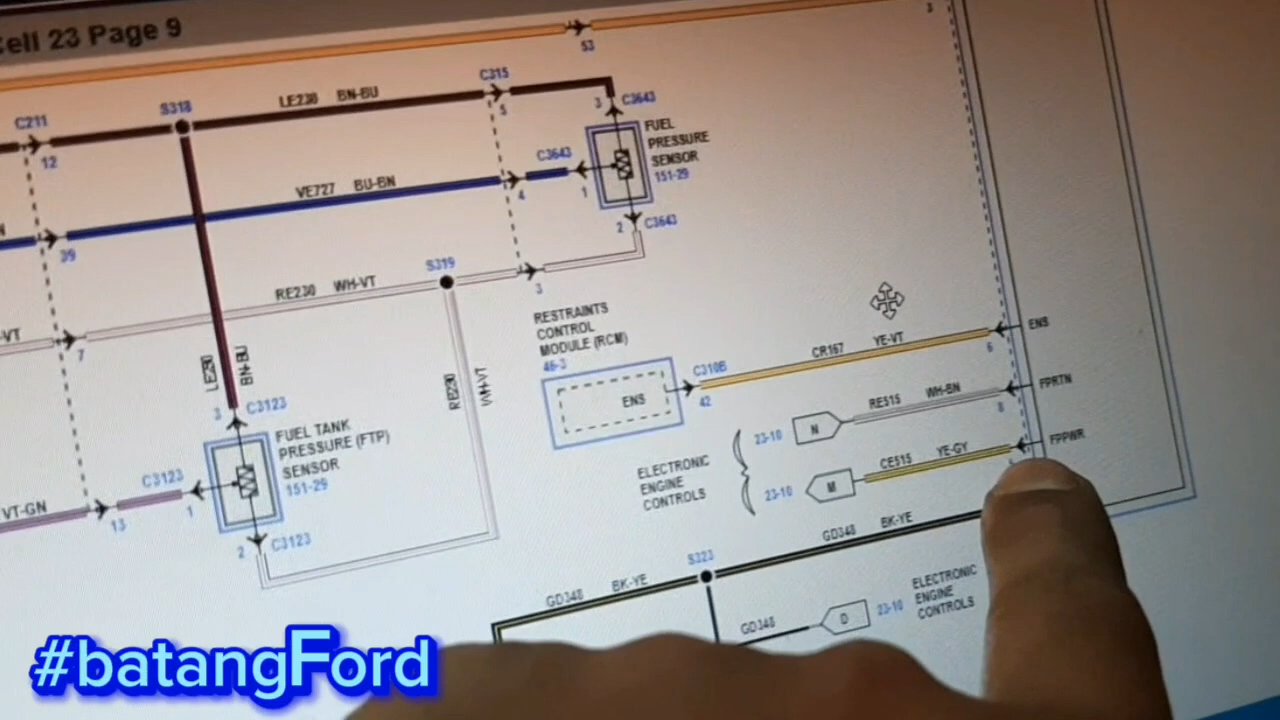 Cell 23 Page 9
3
53
C315
C211
S318
LE230 BN-BU
5
3
C3643
12
FUEL
PRESSURE
SENSOR
151-29
C3643
VE727 BU-BN
4
1
39
2
C3643
S319
RE230 WH-VT
3
-VT
7
RESTRAINTS
CONTROL
MODULE (RCM)
46-3
ENS
C310B
42
CR167 YE-VT
6
ENS
LE230
BN-BU
RE230
WH-VT
3
C3123
FUEL TANK
PRESSURE (FTP)
SENSOR
151-29
C3123
1
VT-GN
13
2
C3123
ELECTRONIC
ENGINE
CONTROLS
23-10
N
RE515 WH-BN
8
FPRTN
23-10
M
CE515 YE-GY
FPPWR
GD348 BK-YE
S323
GD348 BK-YE
GD348
D
23-10
ELECTRONIC
ENGINE
CONTROLS
#batangFord